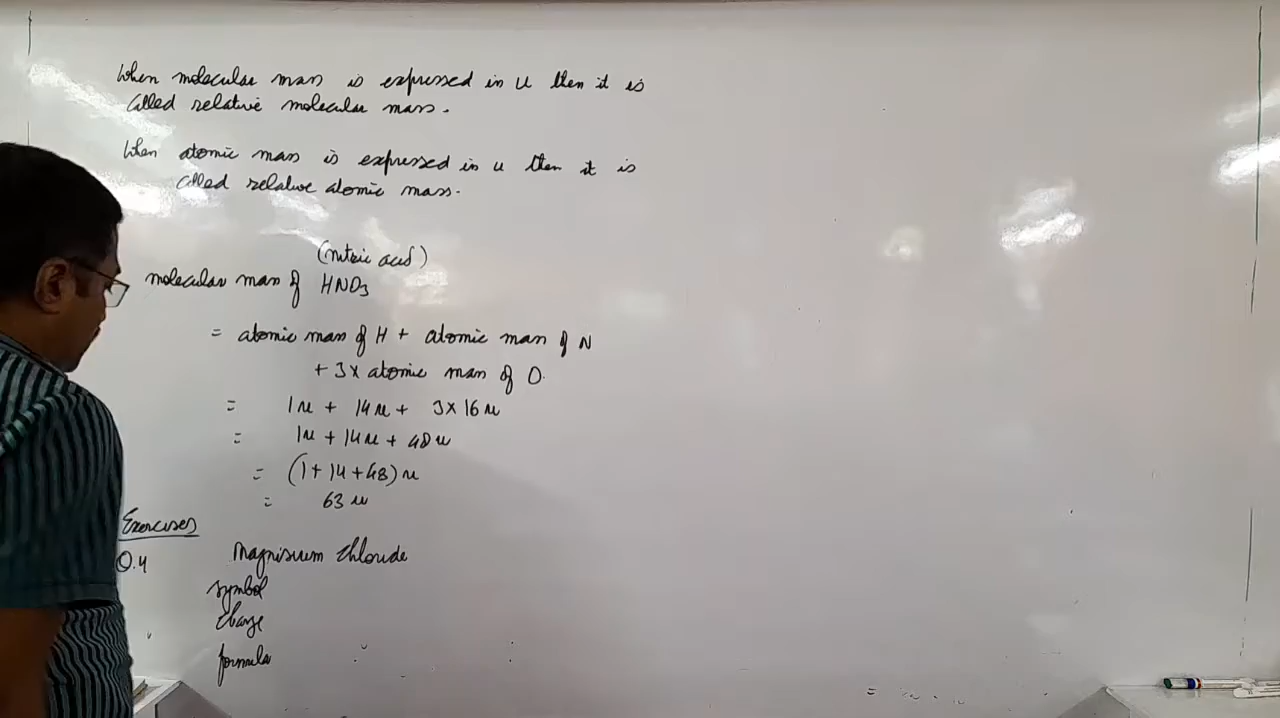 When molecular mass is expressed in u then it is
called relative molecular mass.
When atomic mass is expressed in u then it is
called relative atomic mass.
(nitric acid)
molecular mass of HNO3
= atomic mass of H + atomic mass of N
+ 3x atomic mass of O.
= 1u + 14u + 3 x 16u
= 1u + 14u + 48u
= (1+14+48)u
= 63u
Exercises
Q.4 Magnisium chloride
symbol
charge
formula